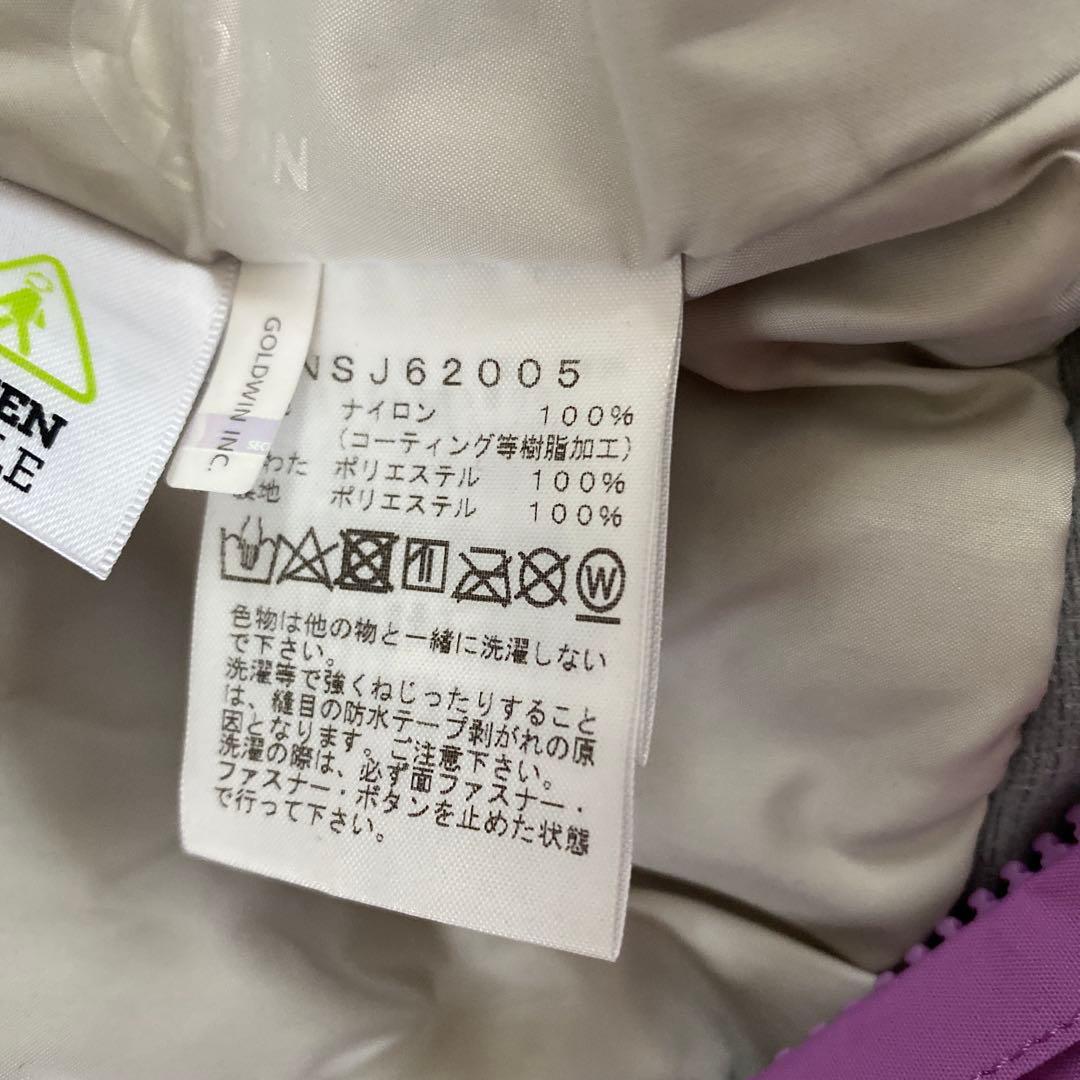 N
EN
LE
GOLDWIN INC.
SEC
NSJ62005
ナイロン 100%
(コーティング等樹脂加工)
わた ポリエステル 100%
地 ポリエステル 100%
W
色物は他の物と一緒に洗濯しない
で下さい。
洗濯等で強くねじったりすること
は、縫目の防水テープ剥がれの原
因となります。ご注意下さい。
洗濯の際は、必ず面ファスナー・
ファスナー・ボタンを止めた状態
で行って下さい。